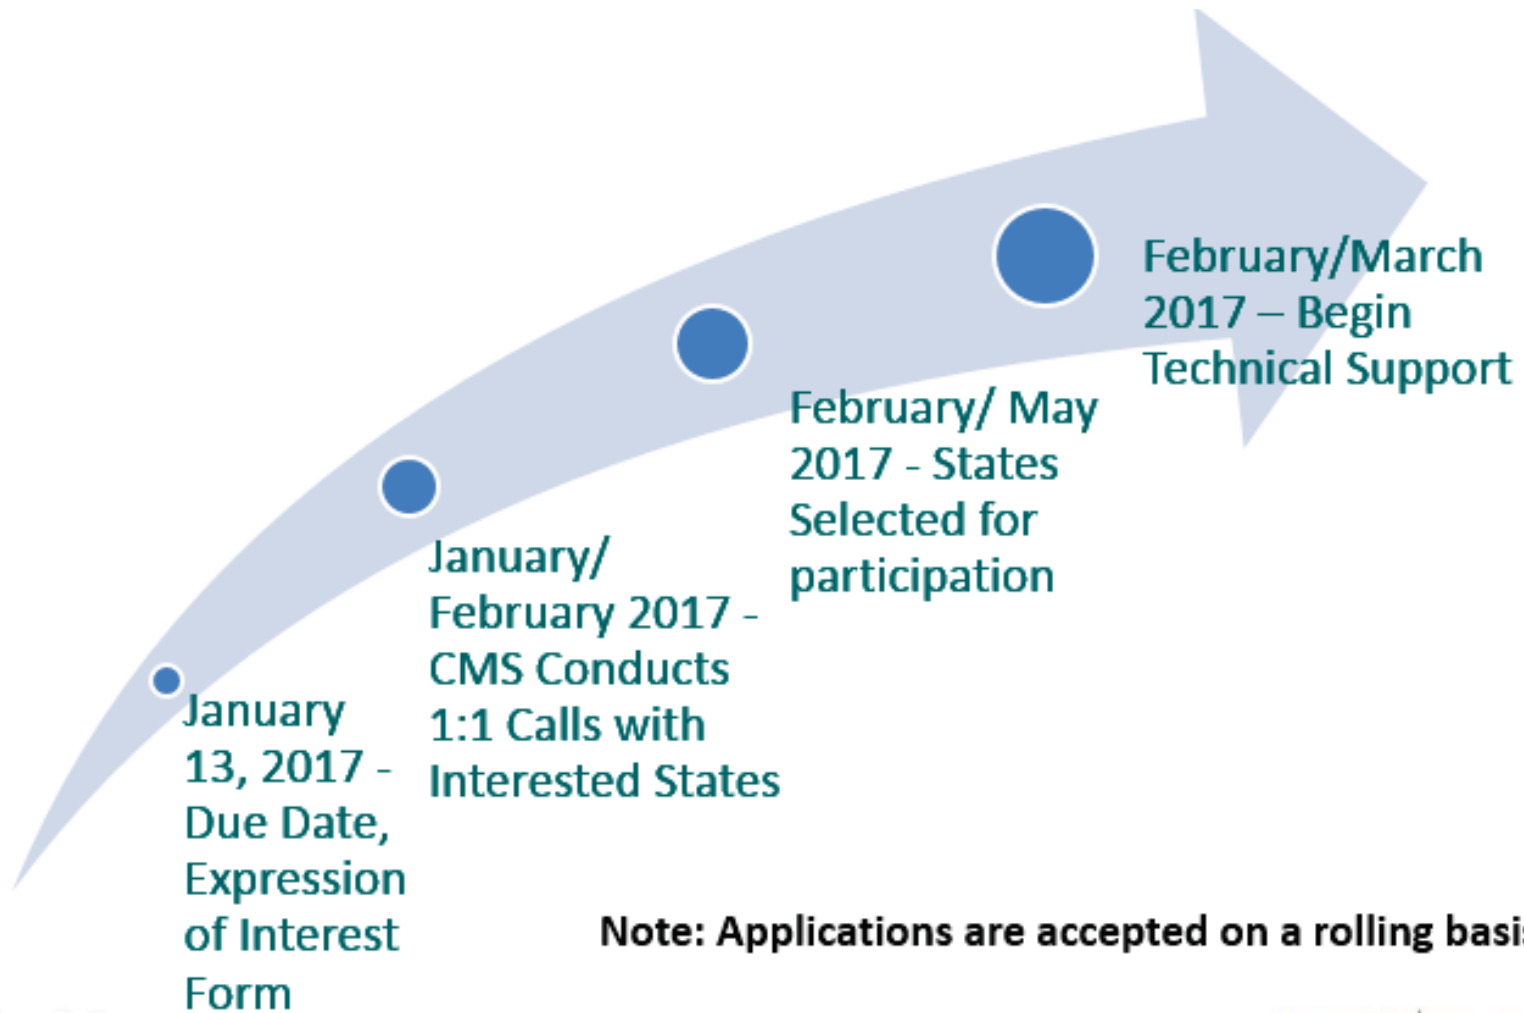 January
13, 2017 -
Due Date,
Expression
of Interest
Form
January/
February 2017 -
CMS Conducts
1:1 Calls with
Interested States
February/ May
2017 - States
Selected for
participation
February/March
2017 – Begin
Technical Support
Note: Applications are accepted on a rolling basis